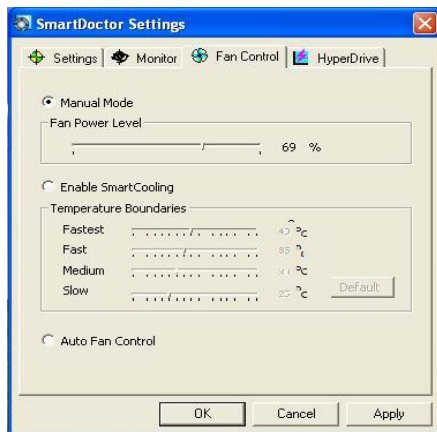 SmartDoctor Settings
Settings Monitor Fan Control HyperDrive
Manual Mode
Fan Power Level
69 %
Enable SmartCooling
Temperature Boundaries
Fastest °C
Fast
Medium °C
Slow °C
Default
Auto Fan Control
OK Cancel Apply